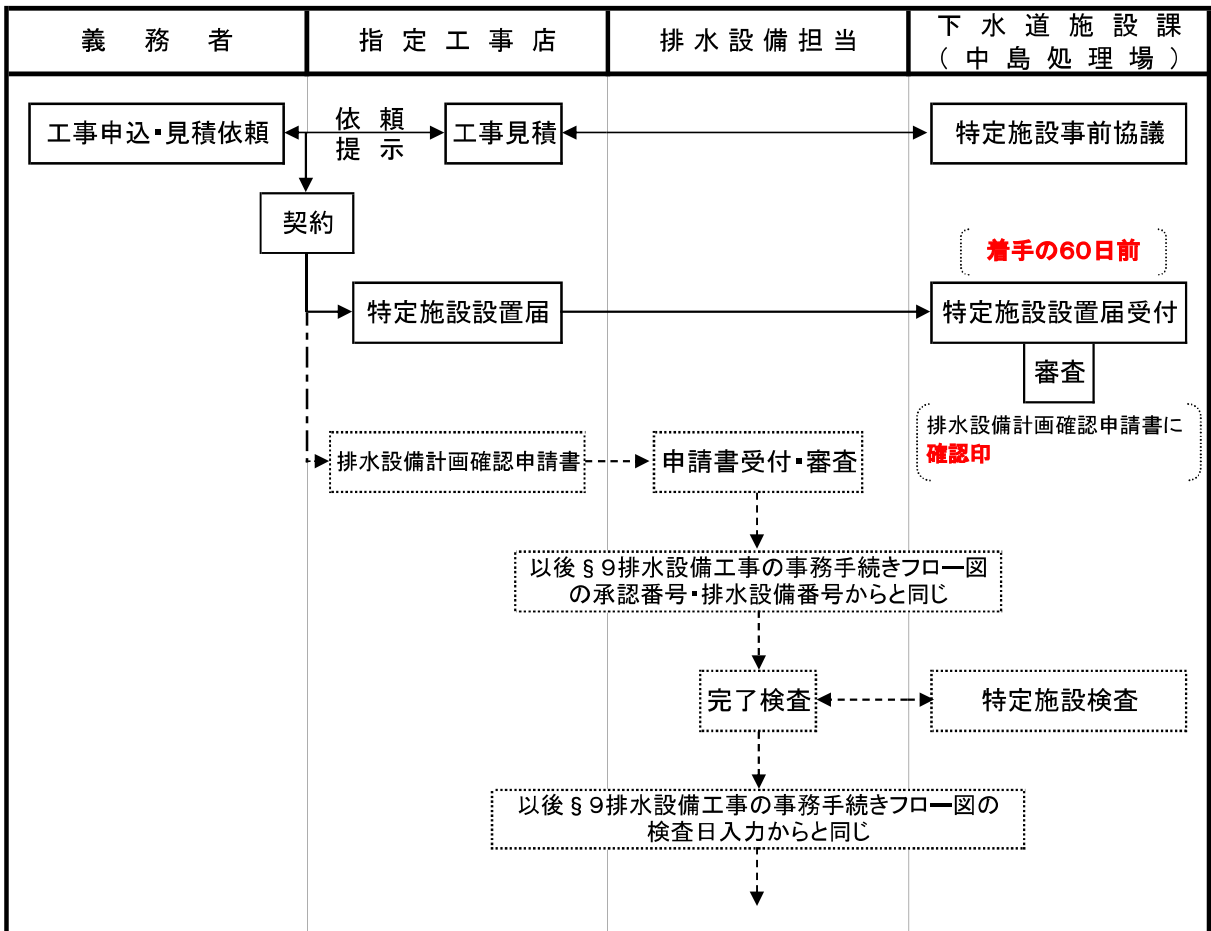 義務者
指定工事店
排水設備担当
下水道施設課
(中島処理場)
工事申込・見積依頼
依頼
提示
工事見積
特定施設事前協議
契約
着手の60日前
特定施設設置届
特定施設設置届受付
審査
排水設備計画確認申請書に
確認印
排水設備計画確認申請書
申請書受付・審査
以後§9排水設備工事の事務手続きフロー図
の承認番号・排水設備番号からと同じ
完了検査
特定施設検査
以後§9排水設備工事の事務手続きフロー図の
検査日入力からと同じ